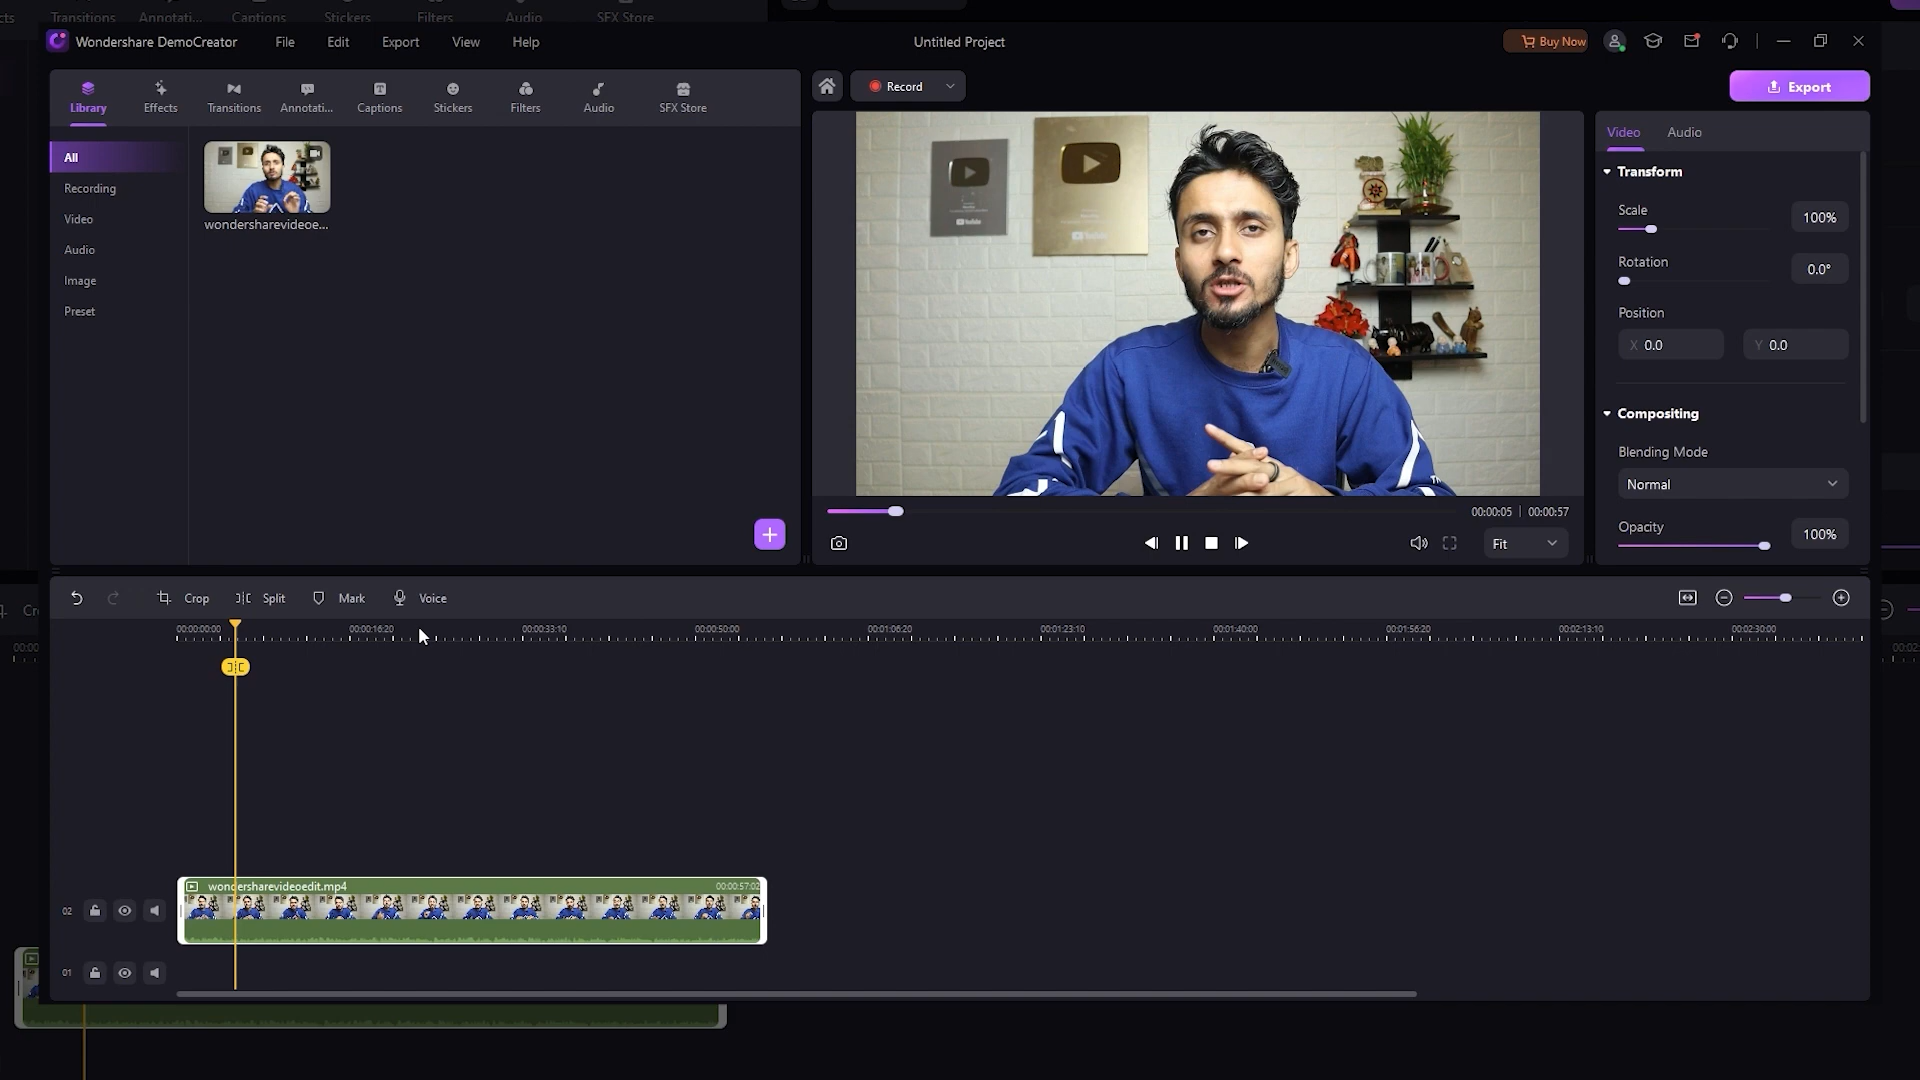 Transitions Annotati... Captions Stickers Filters Audio SFX Store
Wondershare DemoCreator File Edit Export View Help Untitled Project Buy Now
Library Effects Transitions Annotati... Captions Stickers Filters Audio SFX Store
Record
Export
All
Recording
Video
Audio
Image
Preset
wondersharevideoe...
YouTube
YouTube
00:00:05 | 00:00:57
Fit
Video Audio
Transform
Scale
100%
Rotation
0.0°
Position
X 0.0 Y 0.0
Compositing
Blending Mode
Normal
Opacity
100%
Crop Split Mark Voice
00:00:00:00 00:00:16:20 00:00:33:10 00:00:50:00 00:01:06:20 00:01:23:10 00:01:40:00 00:01:56:20 00:02:13:10 00:02:30:00
wondersharevideoedit.mp4 00:00:57:02
02
01